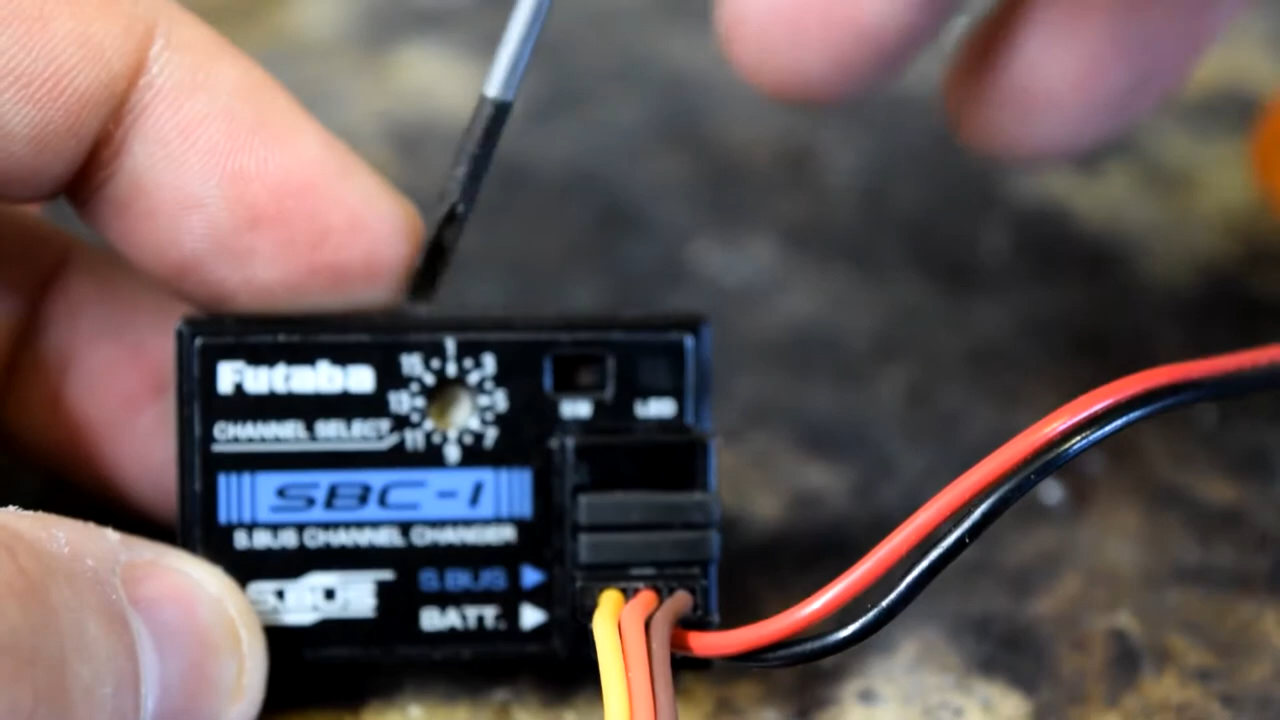 Futaba
CHANNEL SELECT
1
3
5
7
9
11
13
15
SW
LED
SBC-1
S.BUS CHANNEL CHANGER
S.BUS
S.BUS
BATT.